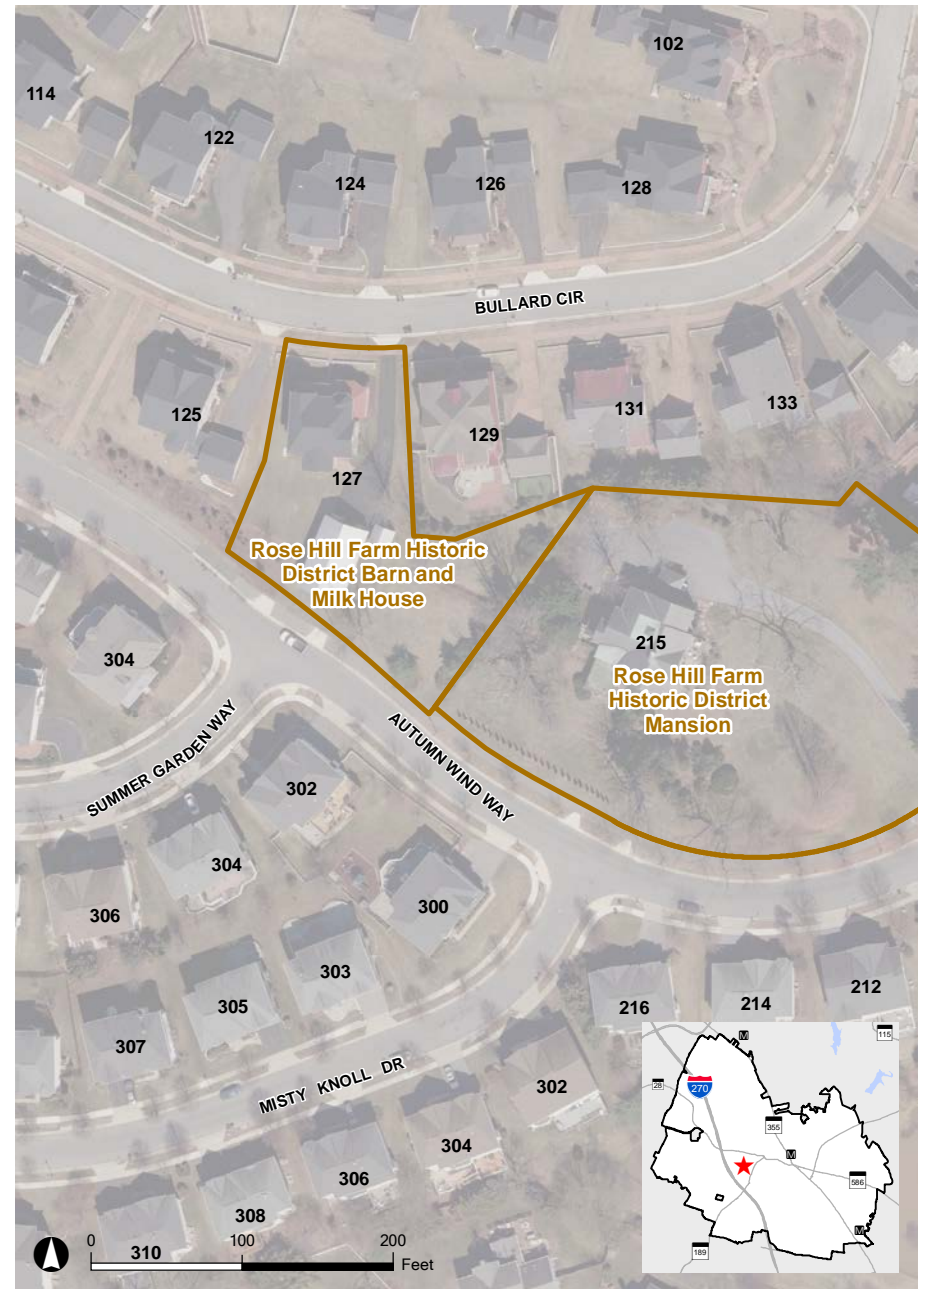 102
114
122
124
126
128
BULLARD CIR
125
127
129
131
133
Rose Hill Farm Historic
District Barn and
Milk House
304
215
Rose Hill Farm
Historic District
Mansion
SUMMER GARDEN WAY
AUTUMN WIND WAY
302
304
306
300
303
305
307
216
214
212
MISTY KNOLL DR
302
304
306
308
310
0 100 200
Feet
M
115
28
270
355
M
586
M
189